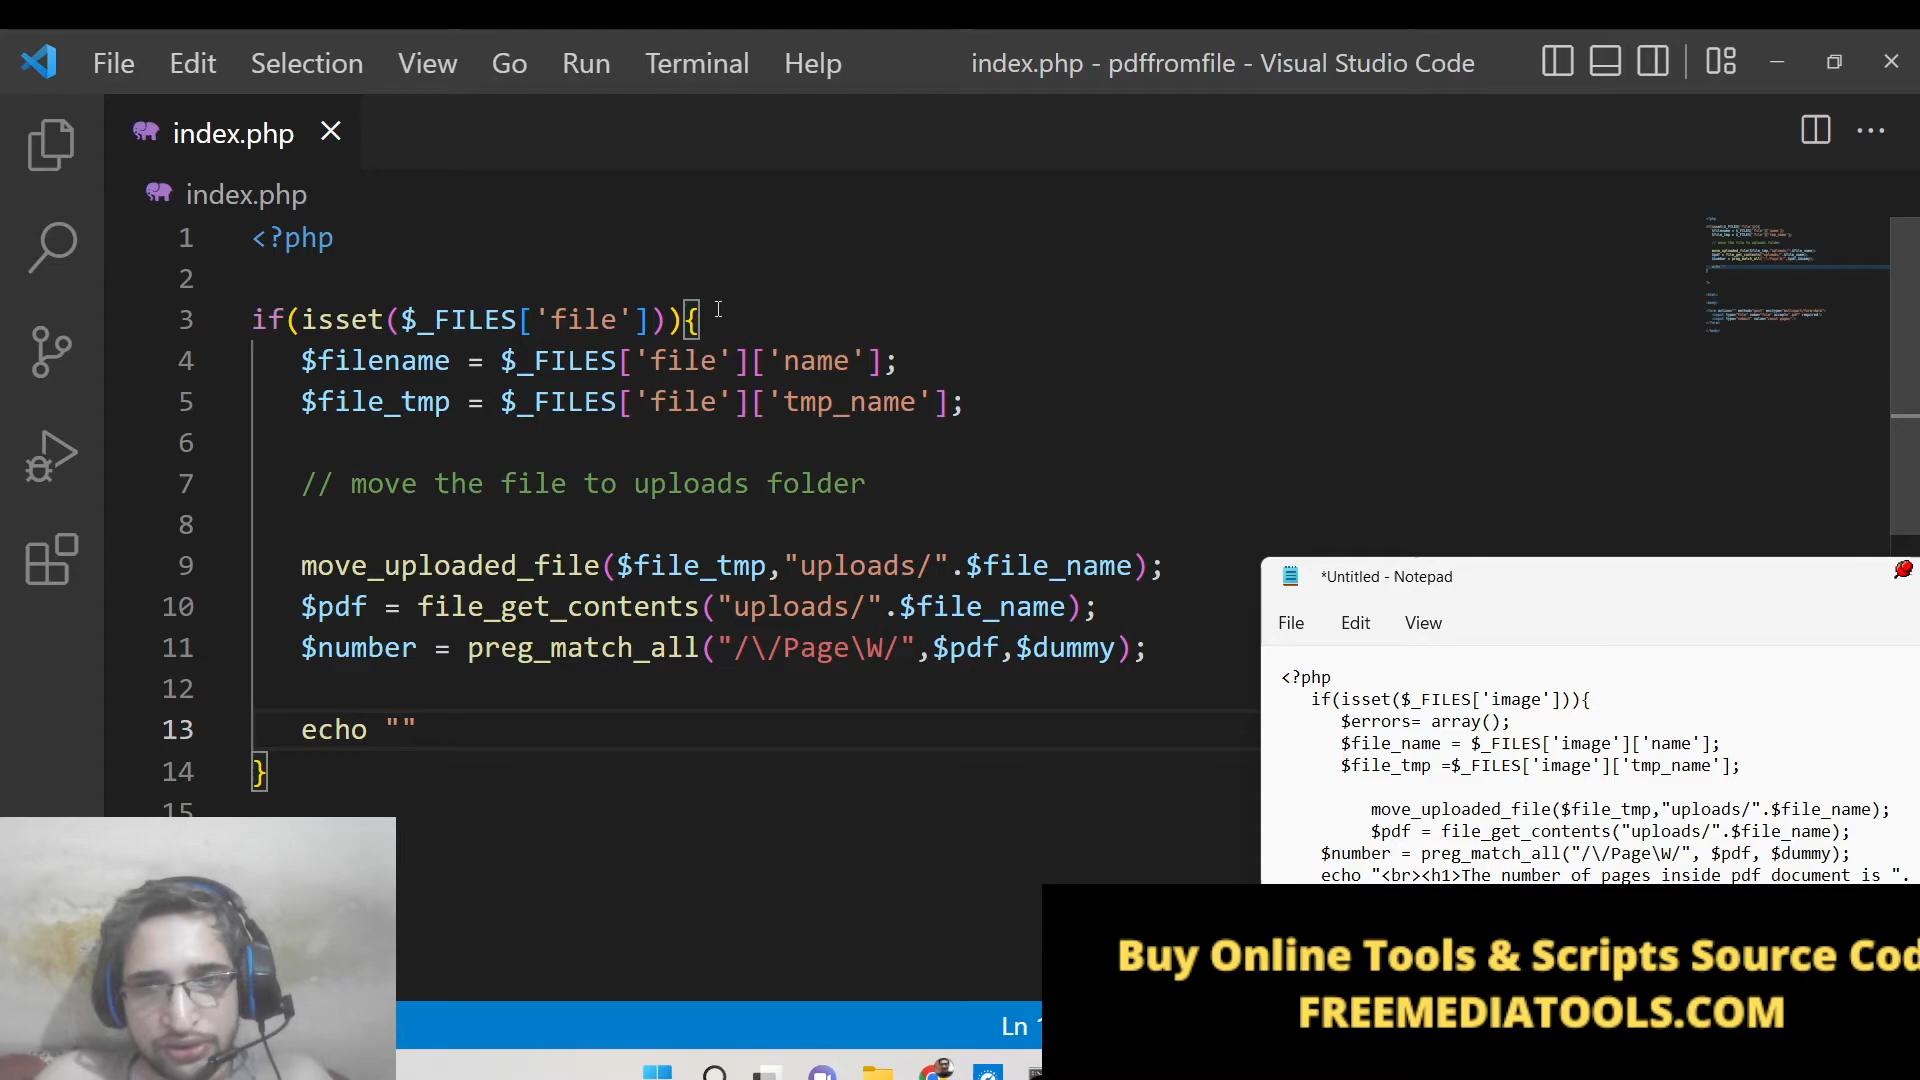 File Edit Selection View Go Run Terminal Help index.php - pdffromfile - Visual Studio Code
index.php
index.php
1 <?php
2
3 if(isset($_FILES['file'])){
4 $filename = $_FILES['file']['name'];
5 $file_tmp = $_FILES['file']['tmp_name'];
6
7 // move the file to uploads folder
8
9 move_uploaded_file($file_tmp,"uploads/".$file_name);
10 $pdf = file_get_contents("uploads/".$file_name);
11 $number = preg_match_all("/\/Page\W/",$pdf,$dummy);
12
13 echo ""
14 }
15
*Untitled - Notepad
File Edit View
<?php
if(isset($_FILES['image'])){
$errors= array();
$file_name = $_FILES['image']['name'];
$file_tmp =$_FILES['image']['tmp_name'];
move_uploaded_file($file_tmp,"uploads/".$file_name);
$pdf = file_get_contents("uploads/".$file_name);
$number = preg_match_all("/\/Page\W/", $pdf, $dummy);
echo "<br><h1>The number of pages inside pdf document is ".
Buy Online Tools & Scripts Source Cod
FREEMEDIATOOLS.COM
Ln